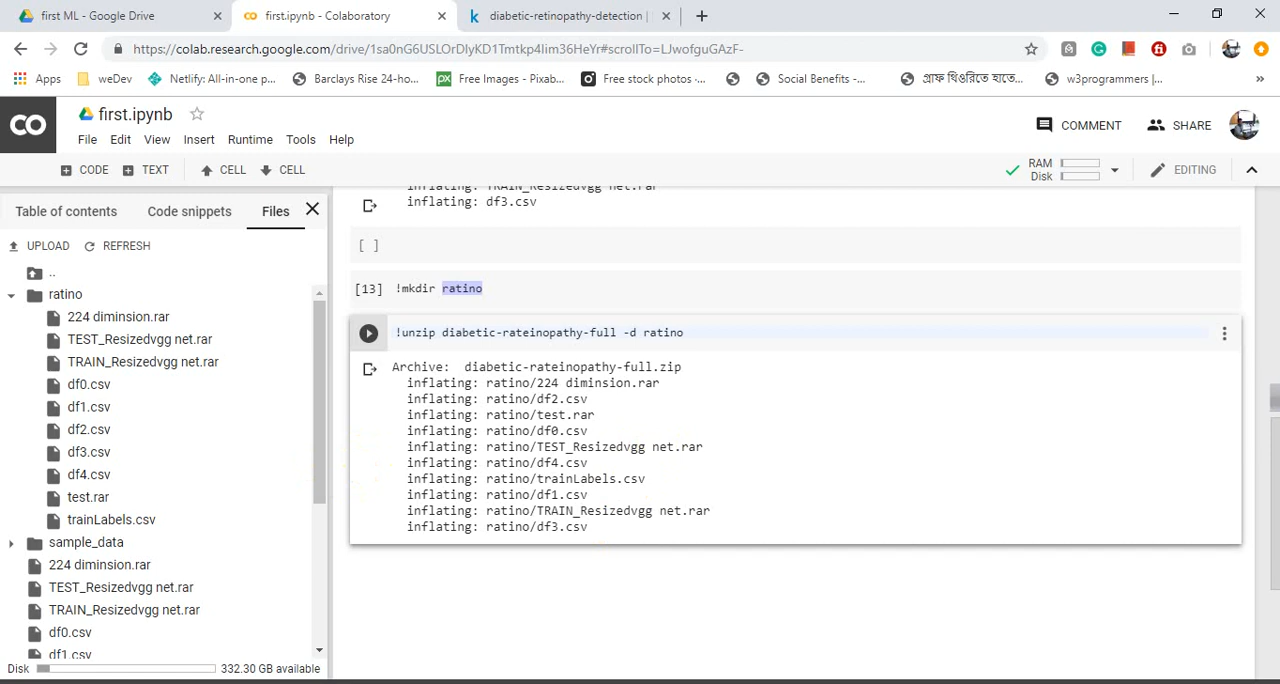 first ML - Google Drive
first.ipynb - Colaboratory
diabetic-retinopathy-detection
https://colab.research.google.com/drive/1sa0nG6USLOrDlyKD1Tmtkp4Iim36HeYr#scrollTo=LJwofguGAzF-
Apps
weDev
Netlify: All-in-one p...
Barclays Rise 24-ho...
Free Images - Pixab...
Free stock photos ·...
Social Benefits -...
গ্রাফ থিওরিতে হাতে...
w3programmers |...
»
CO
first.ipynb
File Edit View Insert Runtime Tools Help
COMMENT
SHARE
CODE TEXT CELL CELL
RAM
Disk
EDITING
Table of contents Code snippets Files
UPLOAD REFRESH
..
ratino
224 diminsion.rar
TEST_Resizedvgg net.rar
TRAIN_Resizedvgg net.rar
df0.csv
df1.csv
df2.csv
df3.csv
df4.csv
test.rar
trainLabels.csv
sample_data
224 diminsion.rar
TEST_Resizedvgg net.rar
TRAIN_Resizedvgg net.rar
df0.csv
df1.csv
Disk 332.30 GB available
inflating: TRAIN_Resizedvgg net.rar
inflating: df3.csv
[ ]
[13] !mkdir ratino
!unzip diabetic-rateinopathy-full -d ratino
Archive: diabetic-rateinopathy-full.zip
inflating: ratino/224 diminsion.rar
inflating: ratino/df2.csv
inflating: ratino/test.rar
inflating: ratino/df0.csv
inflating: ratino/TEST_Resizedvgg net.rar
inflating: ratino/df4.csv
inflating: ratino/trainLabels.csv
inflating: ratino/df1.csv
inflating: ratino/TRAIN_Resizedvgg net.rar
inflating: ratino/df3.csv